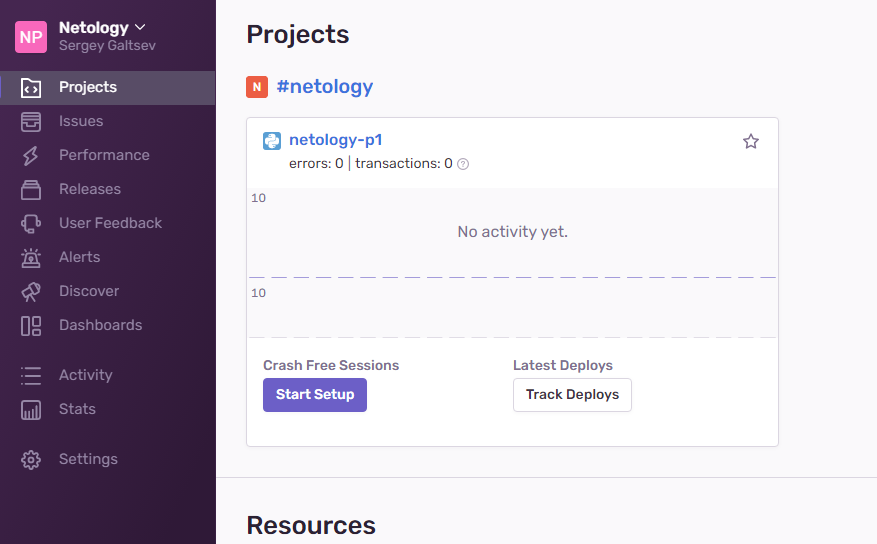 NP
Netology
Sergey Galtsev
Projects
Issues
Performance
Releases
User Feedback
Alerts
Discover
Dashboards
Activity
Stats
Settings
Projects
N #netology
netology-p1
errors: 0 | transactions: 0 ?
10
No activity yet.
10
Crash Free Sessions
Start Setup
Latest Deploys
Track Deploys
Resources